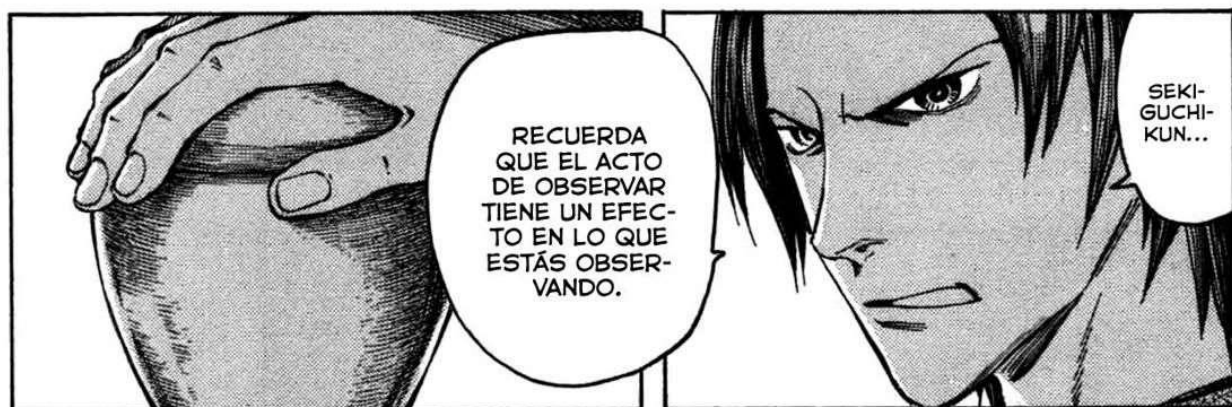 SEKI-
GUCHI-
KUN...
RECUERDA
QUE EL ACTO
DE OBSERVAR
TIENE UN EFEC-
TO EN LO QUE
ESTÁS OBSER-
VANDO.